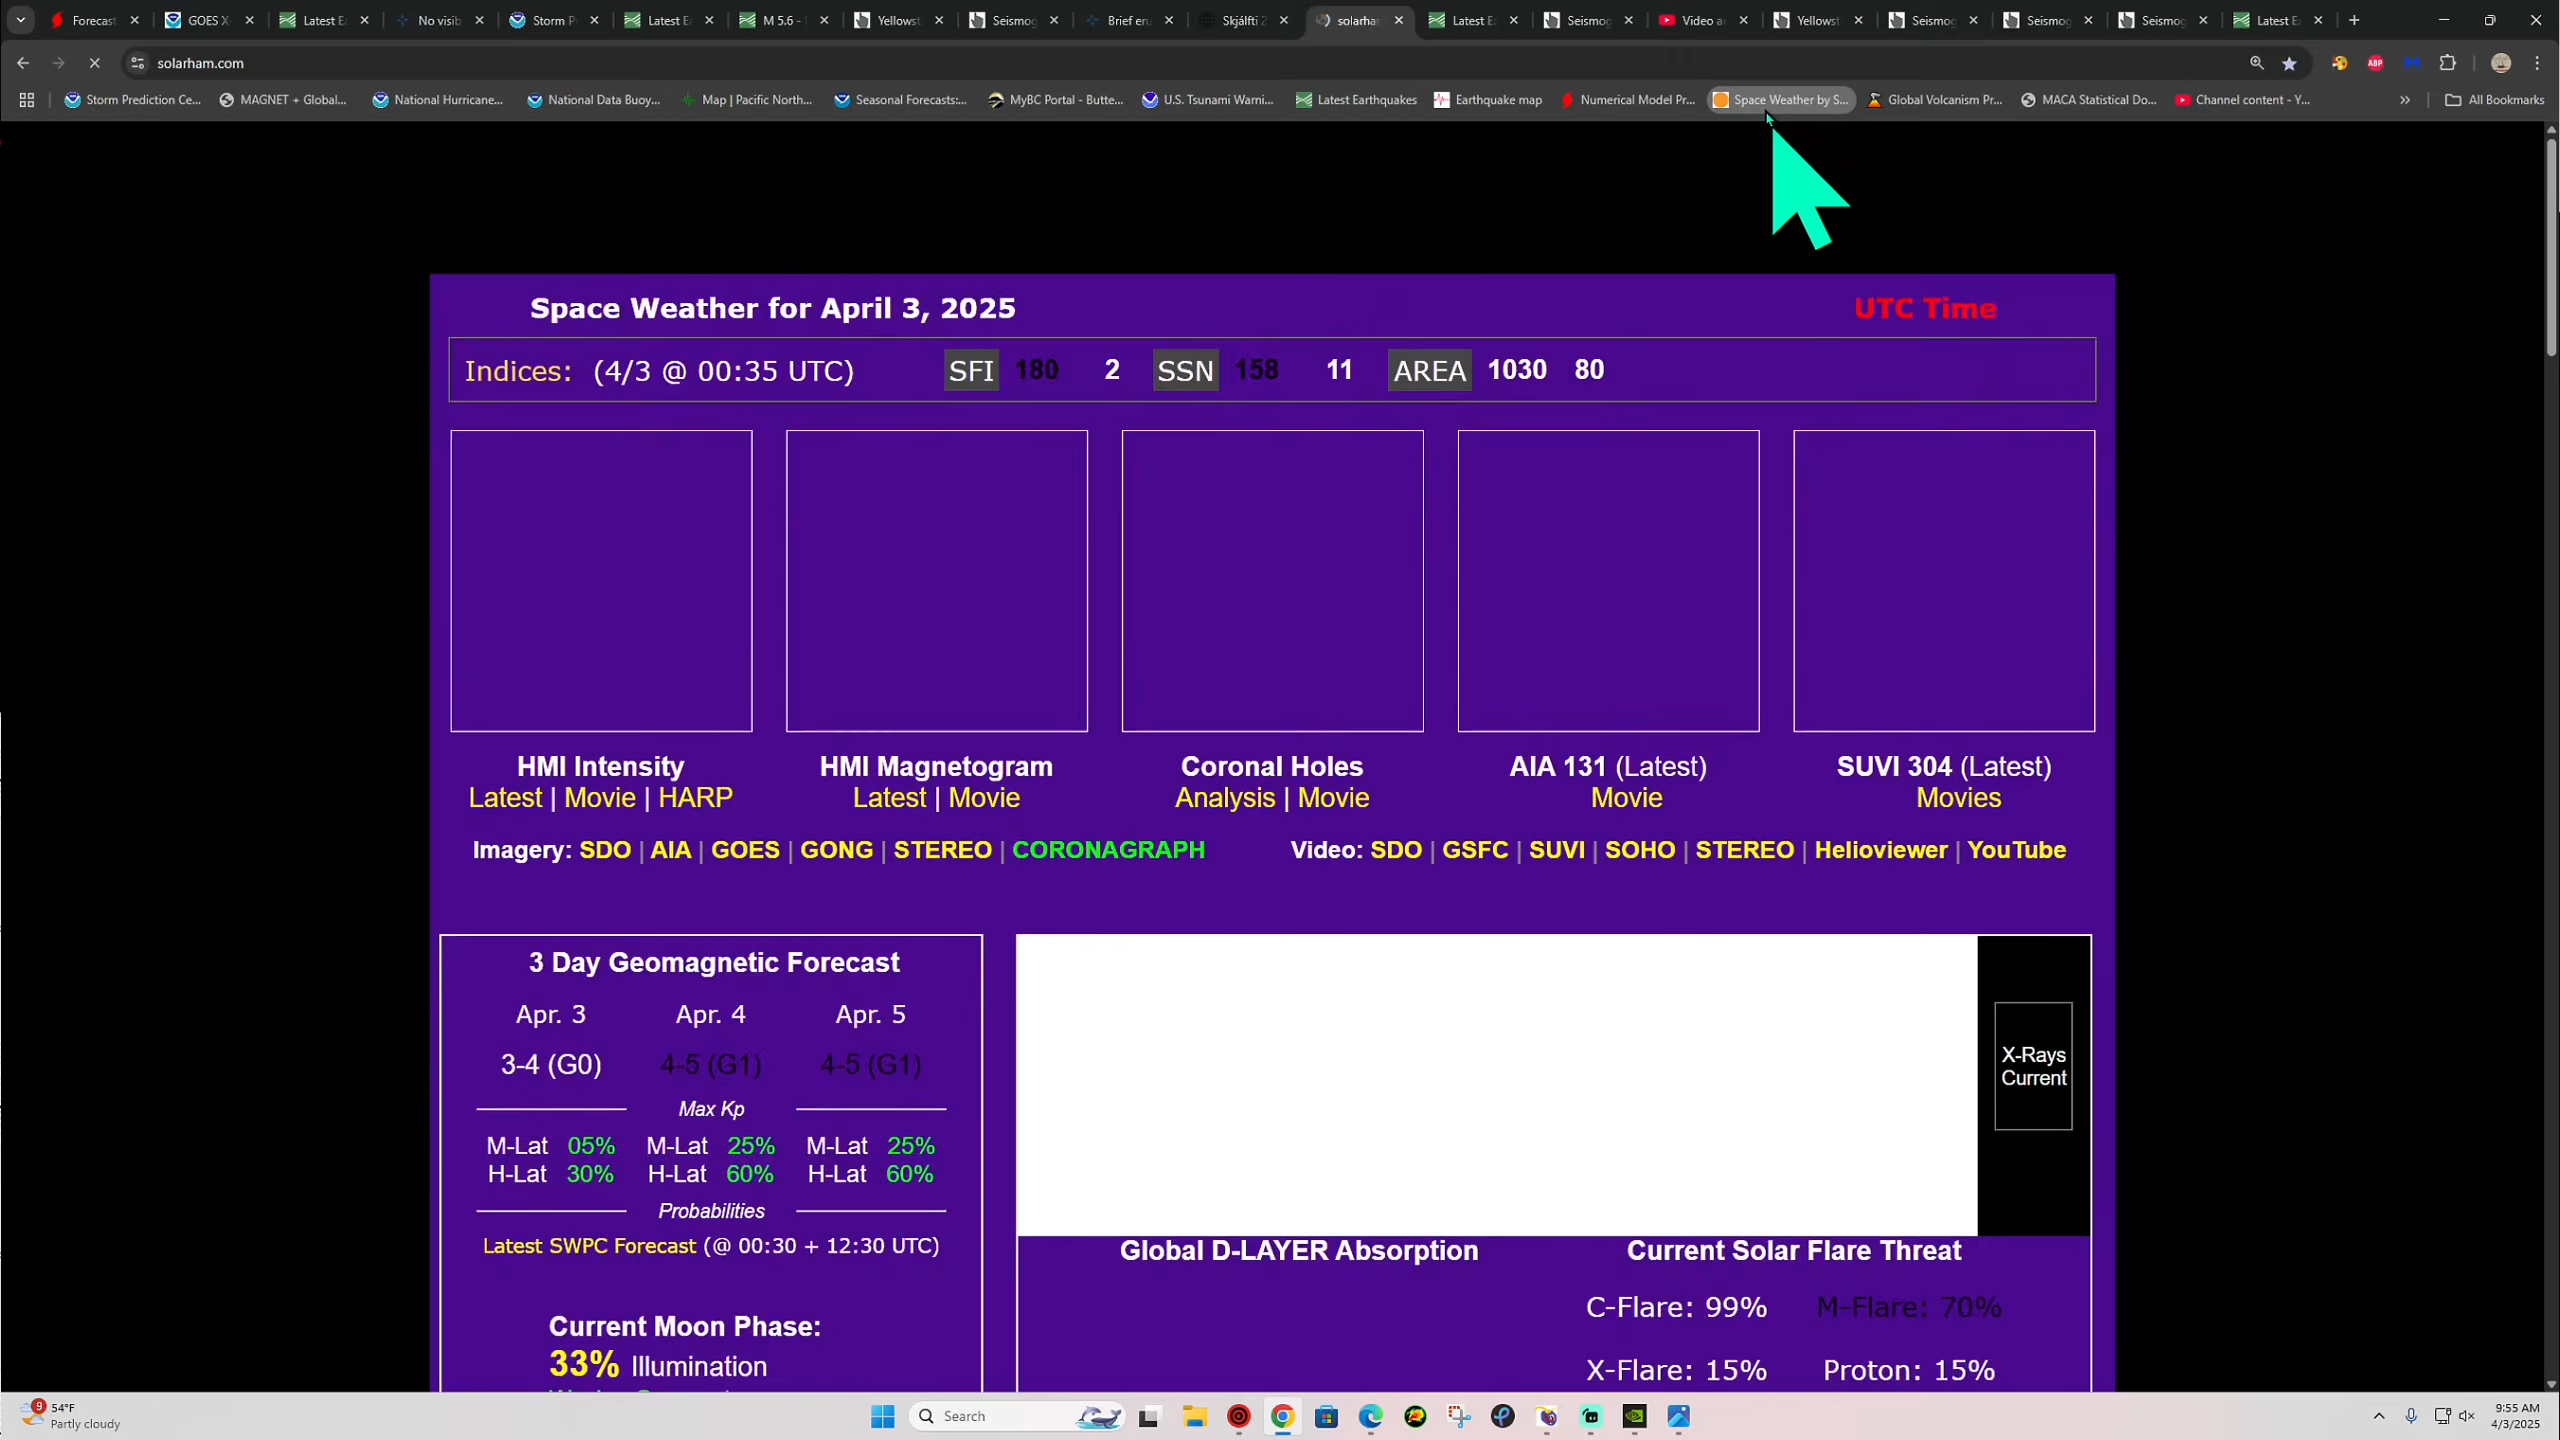 Forecast
GOES X-
Latest Ea
No visib
Storm P
Latest Ea
M 5.6 -
Yellowst
Seismog
Brief eru
Skjálfti 2
solarham
Latest Ea
Seismog
Video a
Yellowst
Seismog
Seismog
Seismog
Latest Ea
solarham.com
Storm Prediction Ce...
MAGNET + Global...
National Hurricane...
National Data Buoy...
Map | Pacific North...
Seasonal Forecasts:...
MyBC Portal - Butte...
U.S. Tsunami Warni...
Latest Earthquakes
Earthquake map
Numerical Model Pr...
Space Weather by S...
Global Volcanism Pr...
MACA Statistical Do...
Channel content - Y...
All Bookmarks
Space Weather for April 3, 2025
UTC Time
Indices: (4/3 @ 00:35 UTC) SFI 180 2 SSN 158 11 AREA 1030 80
HMI Intensity
Latest | Movie | HARP
HMI Magnetogram
Latest | Movie
Coronal Holes
Analysis | Movie
AIA 131 (Latest)
Movie
SUVI 304 (Latest)
Movies
Imagery: SDO | AIA | GOES | GONG | STEREO | CORONAGRAPH
Video: SDO | GSFC | SUVI | SOHO | STEREO | Helioviewer | YouTube
3 Day Geomagnetic Forecast
Apr. 3 Apr. 4 Apr. 5
3-4 (G0) 4-5 (G1) 4-5 (G1)
Max Kp
M-Lat 05% M-Lat 25% M-Lat 25%
H-Lat 30% H-Lat 60% H-Lat 60%
Probabilities
Latest SWPC Forecast (@ 00:30 + 12:30 UTC)
Current Moon Phase:
33% Illumination
X-Rays
Current
Global D-LAYER Absorption
Current Solar Flare Threat
C-Flare: 99% M-Flare: 70%
X-Flare: 15% Proton: 15%
9
54°F
Partly cloudy
Search
9:55 AM
4/3/2025